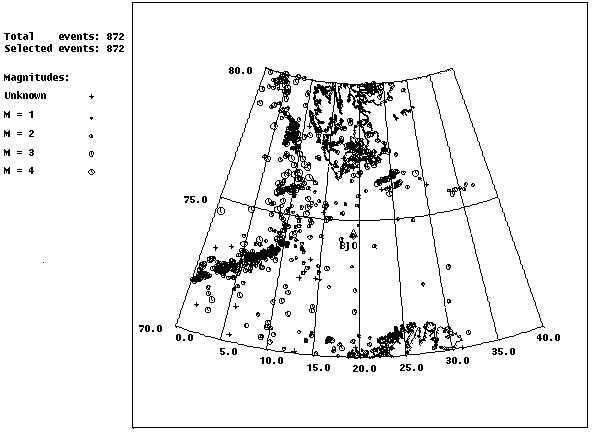 Total events: 872
Selected events: 872
Magnitudes:
Unknown
M = 1
M = 2
M = 3
M = 4
80.0
75.0
BJO
70.0
0.0
5.0
10.0
15.0
20.0
25.0
30.0
35.0
40.0